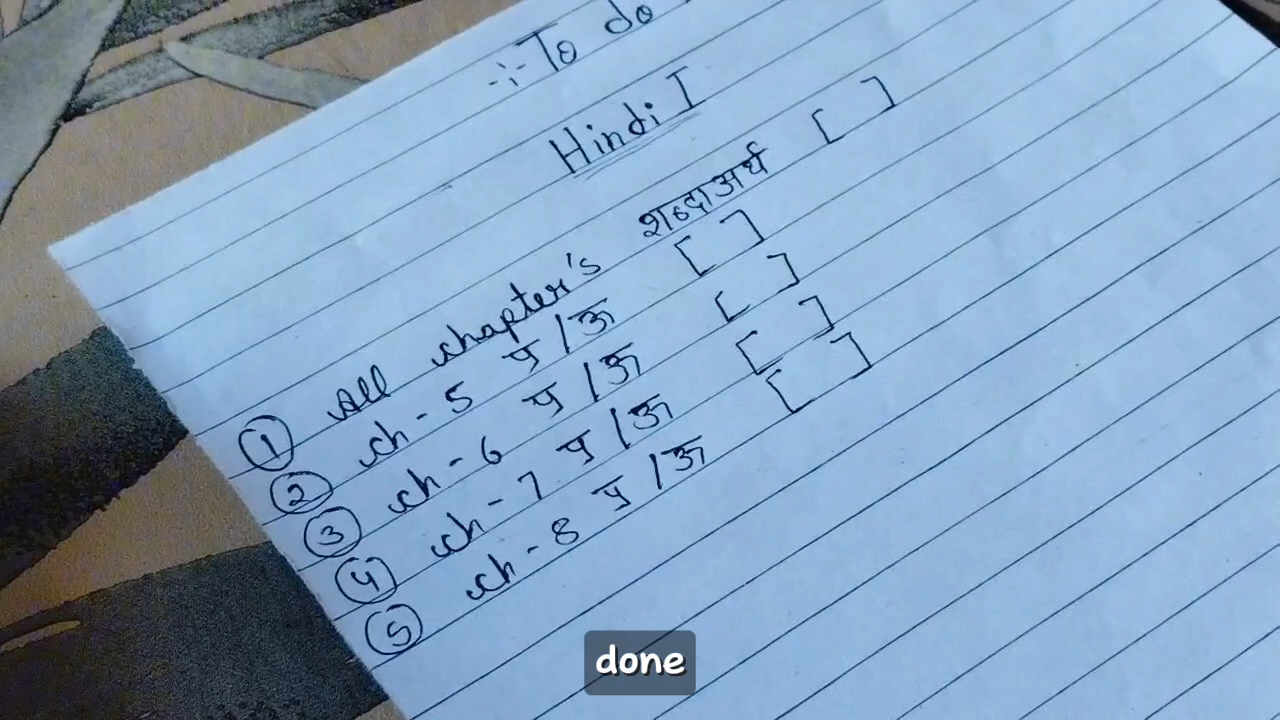 -:- To do
Hindi I
① All chapter's शब्दाअर्थ [ ]
② ch - 5 प्र / ऊ [ ]
③ ch - 6 प्र / ऊ [ ]
④ ch - 7 प्र / ऊ [ ]
⑤ ch - 8 प्र / ऊ [ ]
done